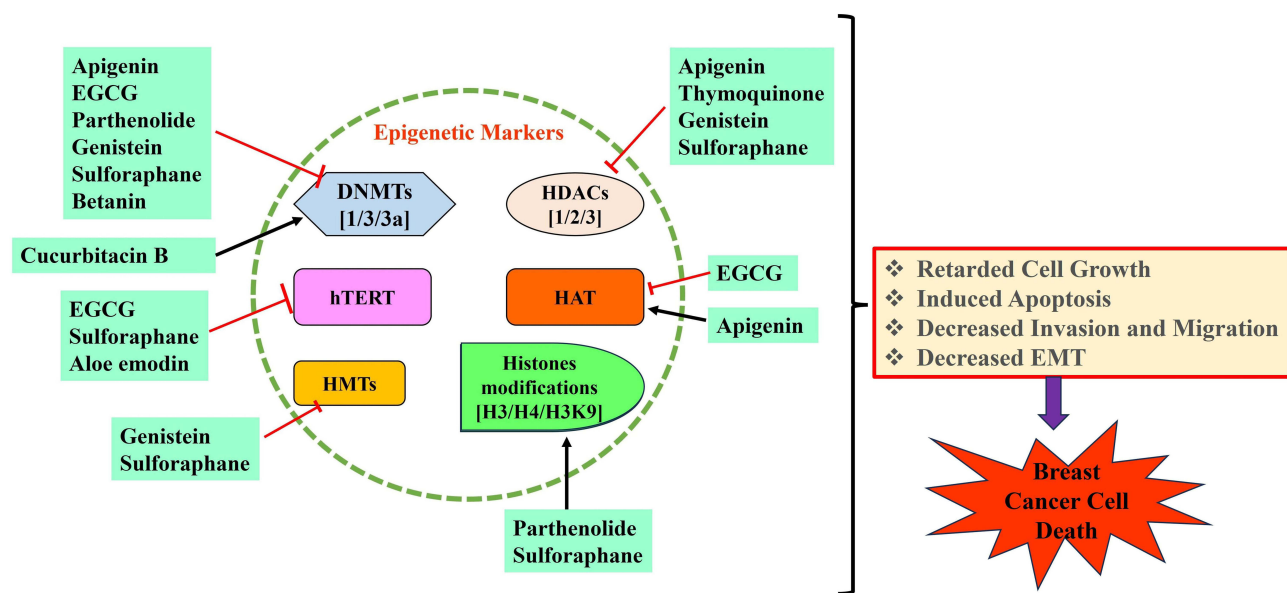 Apigenin
EGCG
Parthenolide
Genistein
Sulforaphane
Betanin
Cucurbitacin B
EGCG
Sulforaphane
Aloe emodin
Genistein
Sulforaphane
Epigenetic Markers
DNMTs
[1/3/3a]
HDACs
[1/2/3]
hTERT
HAT
HMTs
Histones
modifications
[H3/H4/H3K9]
Apigenin
Thymoquinone
Genistein
Sulforaphane
EGCG
Apigenin
Parthenolide
Sulforaphane
❖ Retarded Cell Growth
❖ Induced Apoptosis
❖ Decreased Invasion and Migration
❖ Decreased EMT
Breast
Cancer Cell
Death